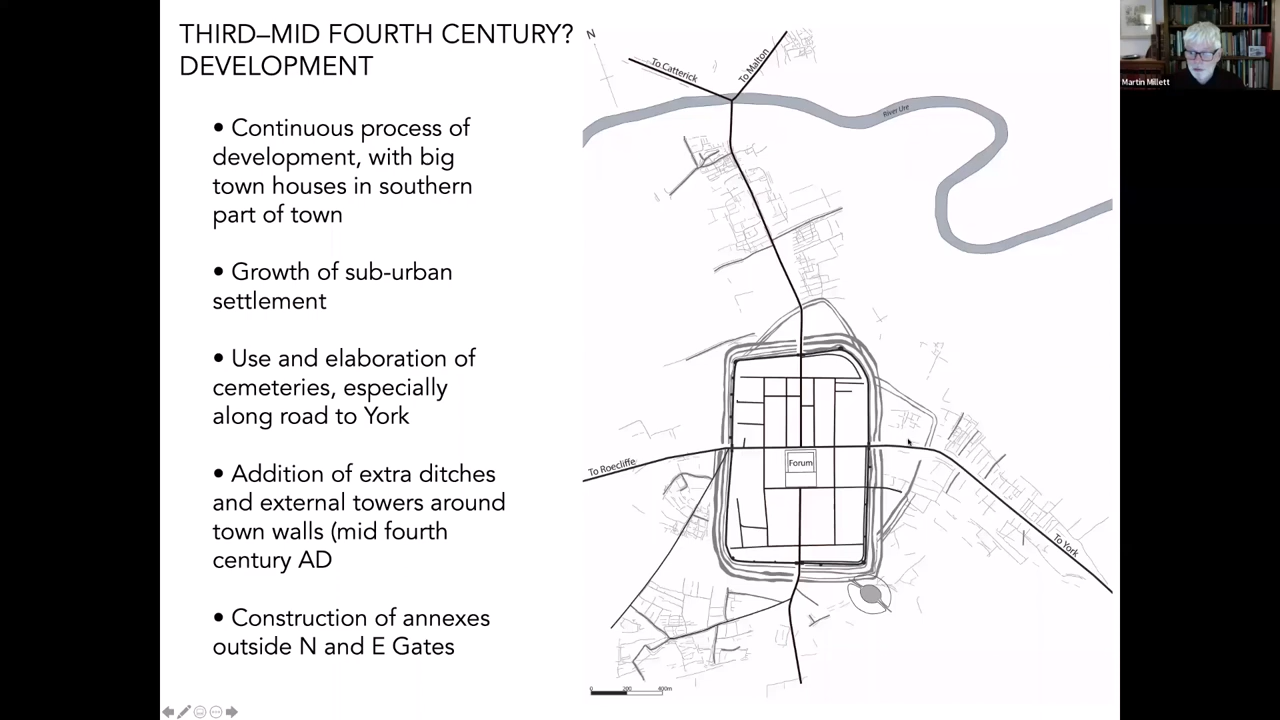 THIRD–MID FOURTH CENTURY?
DEVELOPMENT
• Continuous process of
development, with big
town houses in southern
part of town
• Growth of sub-urban
settlement
• Use and elaboration of
cemeteries, especially
along road to York
• Addition of extra ditches
and external towers around
town walls (mid fourth
century AD
• Construction of annexes
outside N and E Gates
N
To Catterick
To Malton
River Ure
Forum
To Roecliffe
To York
0 200 400m
Martin Millett